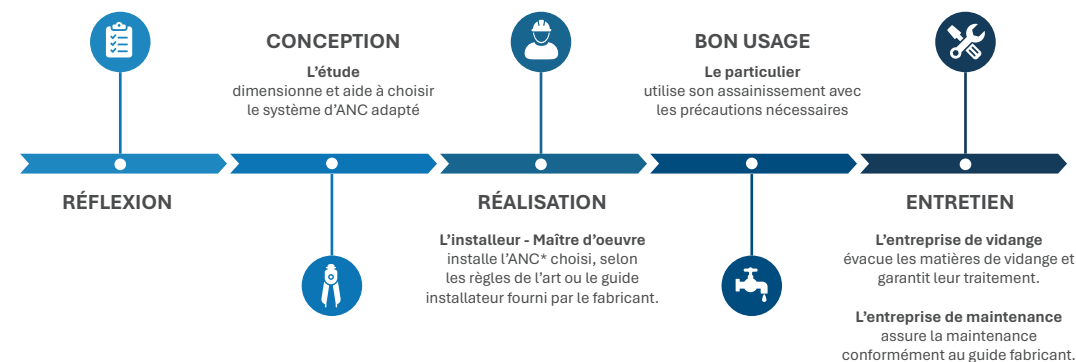 RÉFLEXION
CONCEPTION
L’étude
dimensionne et aide à choisir
le système d’ANC adapté
RÉALISATION
L’installeur - Maître d’oeuvre
installe l’ANC* choisi, selon
les règles de l’art ou le guide
installateur fourni par le fabricant.
BON USAGE
Le particulier
utilise son assainissement avec
les précautions nécessaires
ENTRETIEN
L’entreprise de vidange
évacue les matières de vidange et
garantit leur traitement.
L’entreprise de maintenance
assure la maintenance
conformément au guide fabricant.